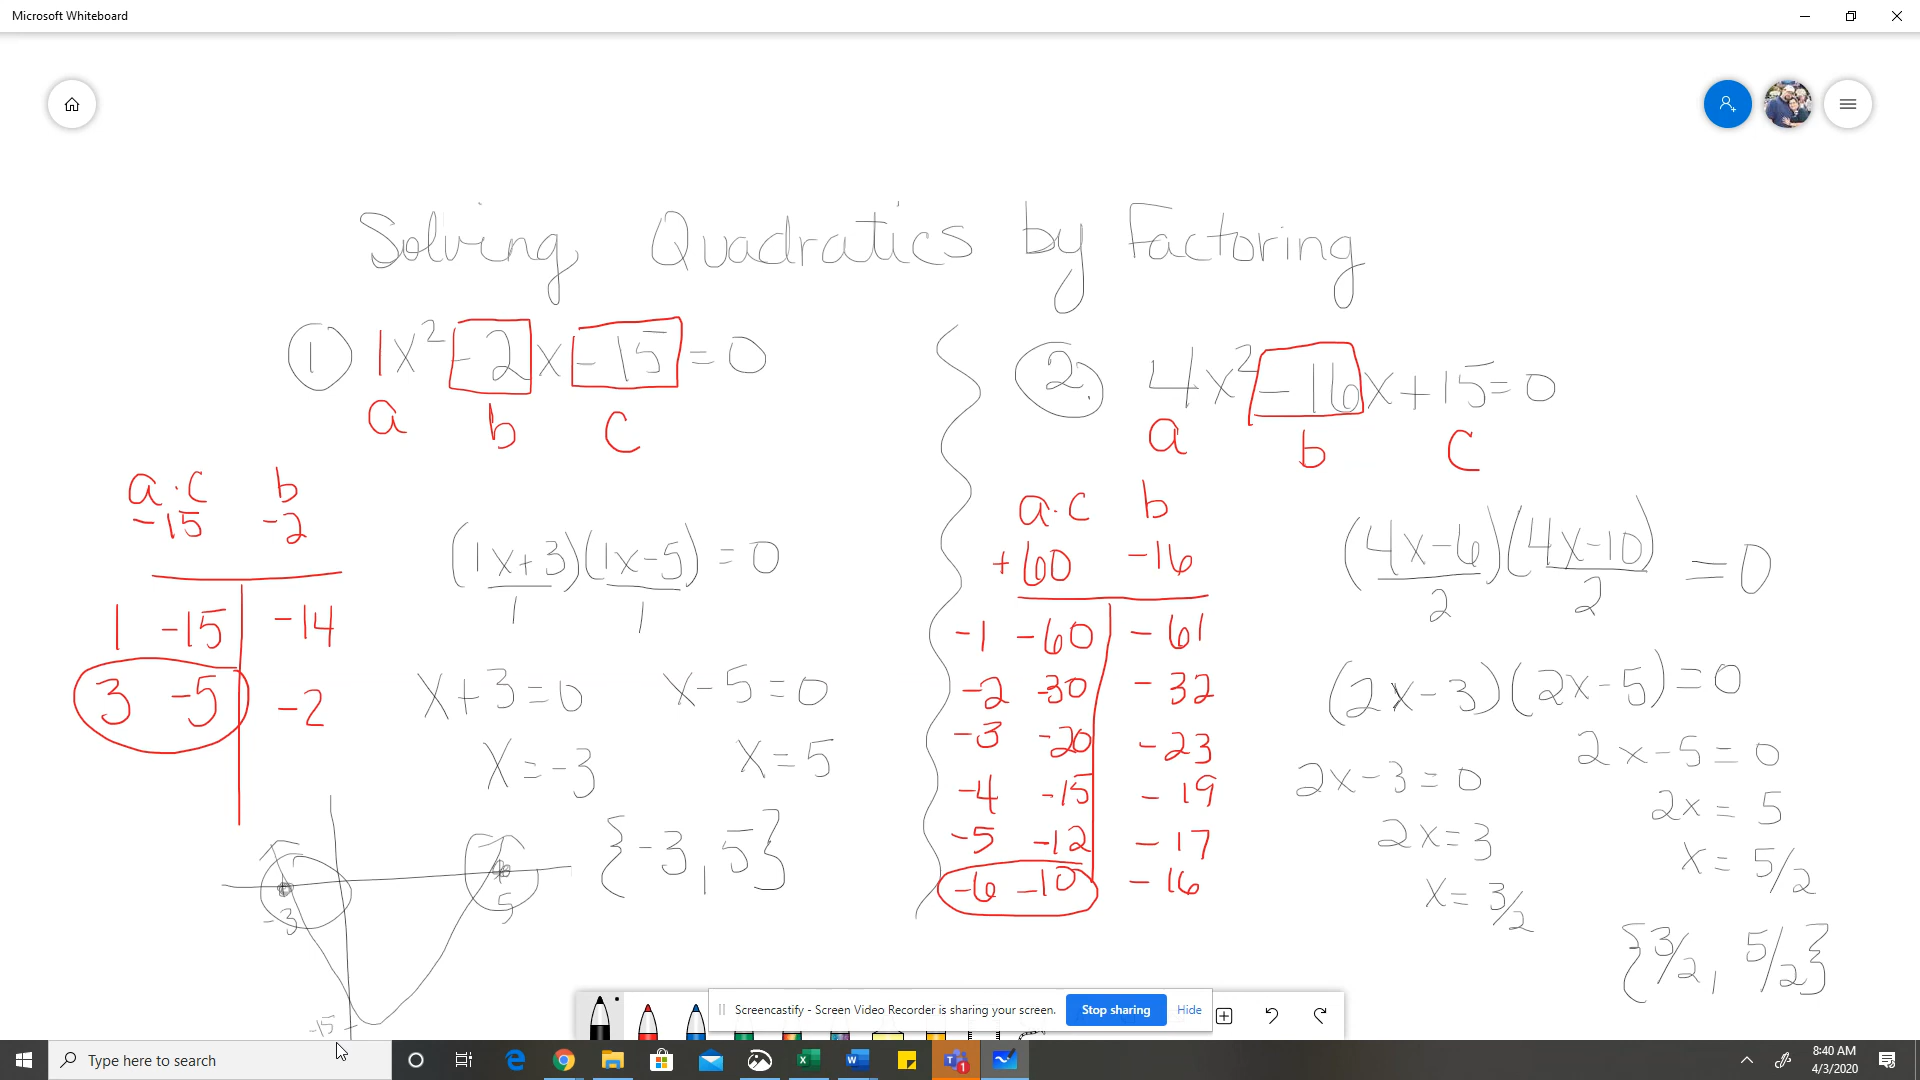 Microsoft Whiteboard
Solving Quadratics by Factoring
① 1x² -2x -15 = 0
a b c
a·c b
-15 -2
1 -15 -14
3 -5 -2
(1x+3)(1x-5) = 0
1 1
x+3=0 x-5=0
x=-3 x=5
{-3, 5}
-3 5
-15
②. 4x² -16x+15=0
a b c
a·c b
+60 -16
-1 -60 -61
-2 -30 -32
-3 -20 -23
-4 -15 -19
-5 -12 -17
-6 -10 -16
(4x-6)(4x-10) = 0
2 2
(2x-3)(2x-5)=0
2x-3=0
2x=3
x=3/2
2x-5=0
2x=5
x=5/2
{3/2, 5/2}
Screencastify - Screen Video Recorder is sharing your screen. Stop sharing Hide
Type here to search
8:40 AM
4/3/2020